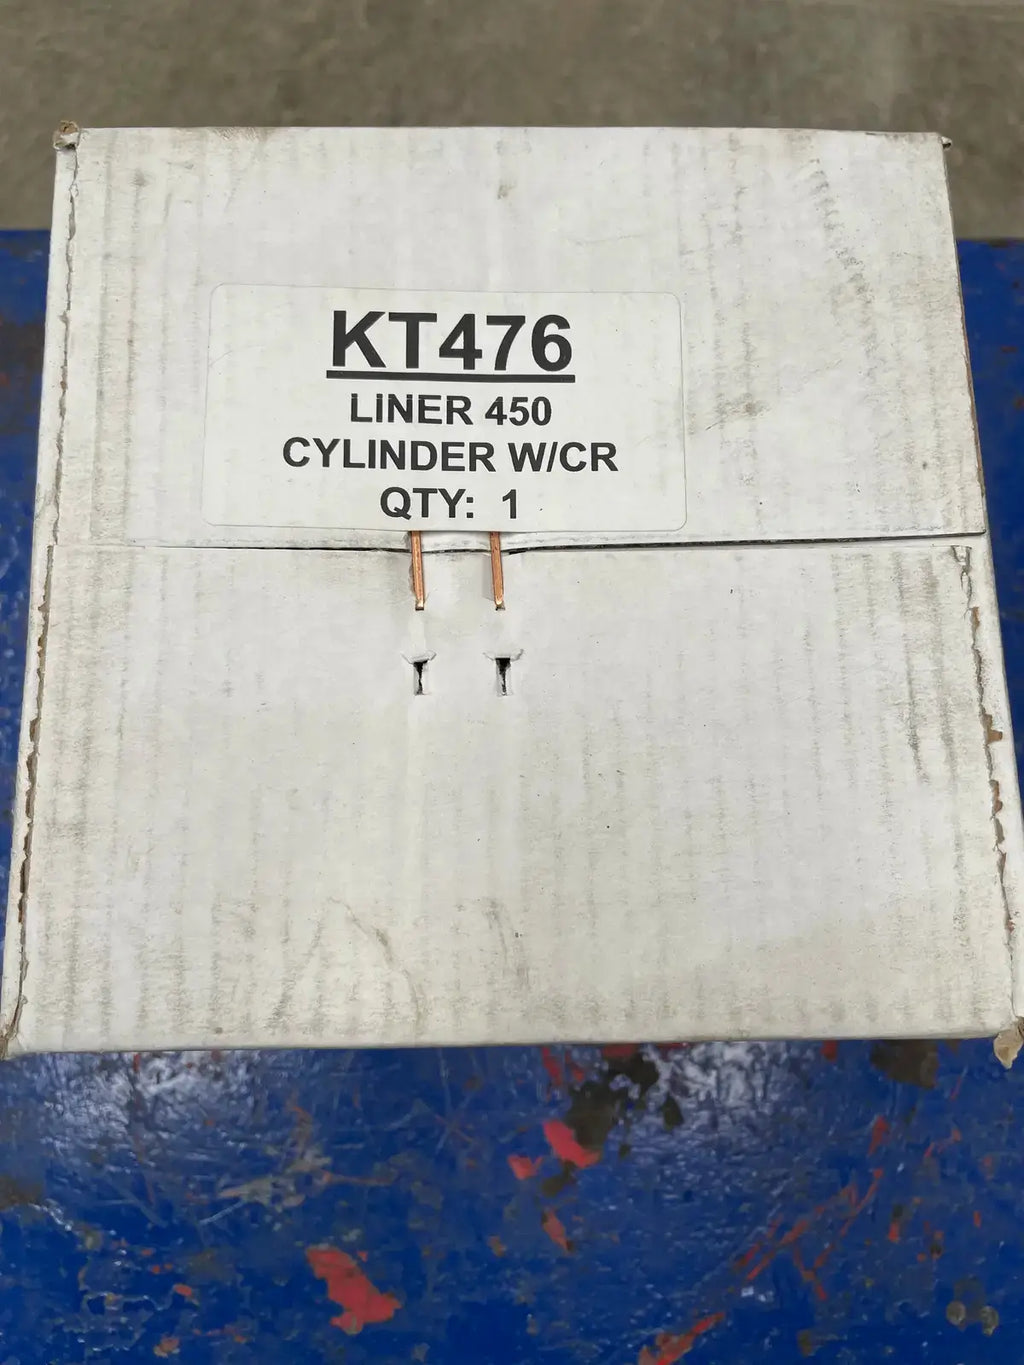 KT476
LINER 450
CYLINDER W/CR
QTY: 1